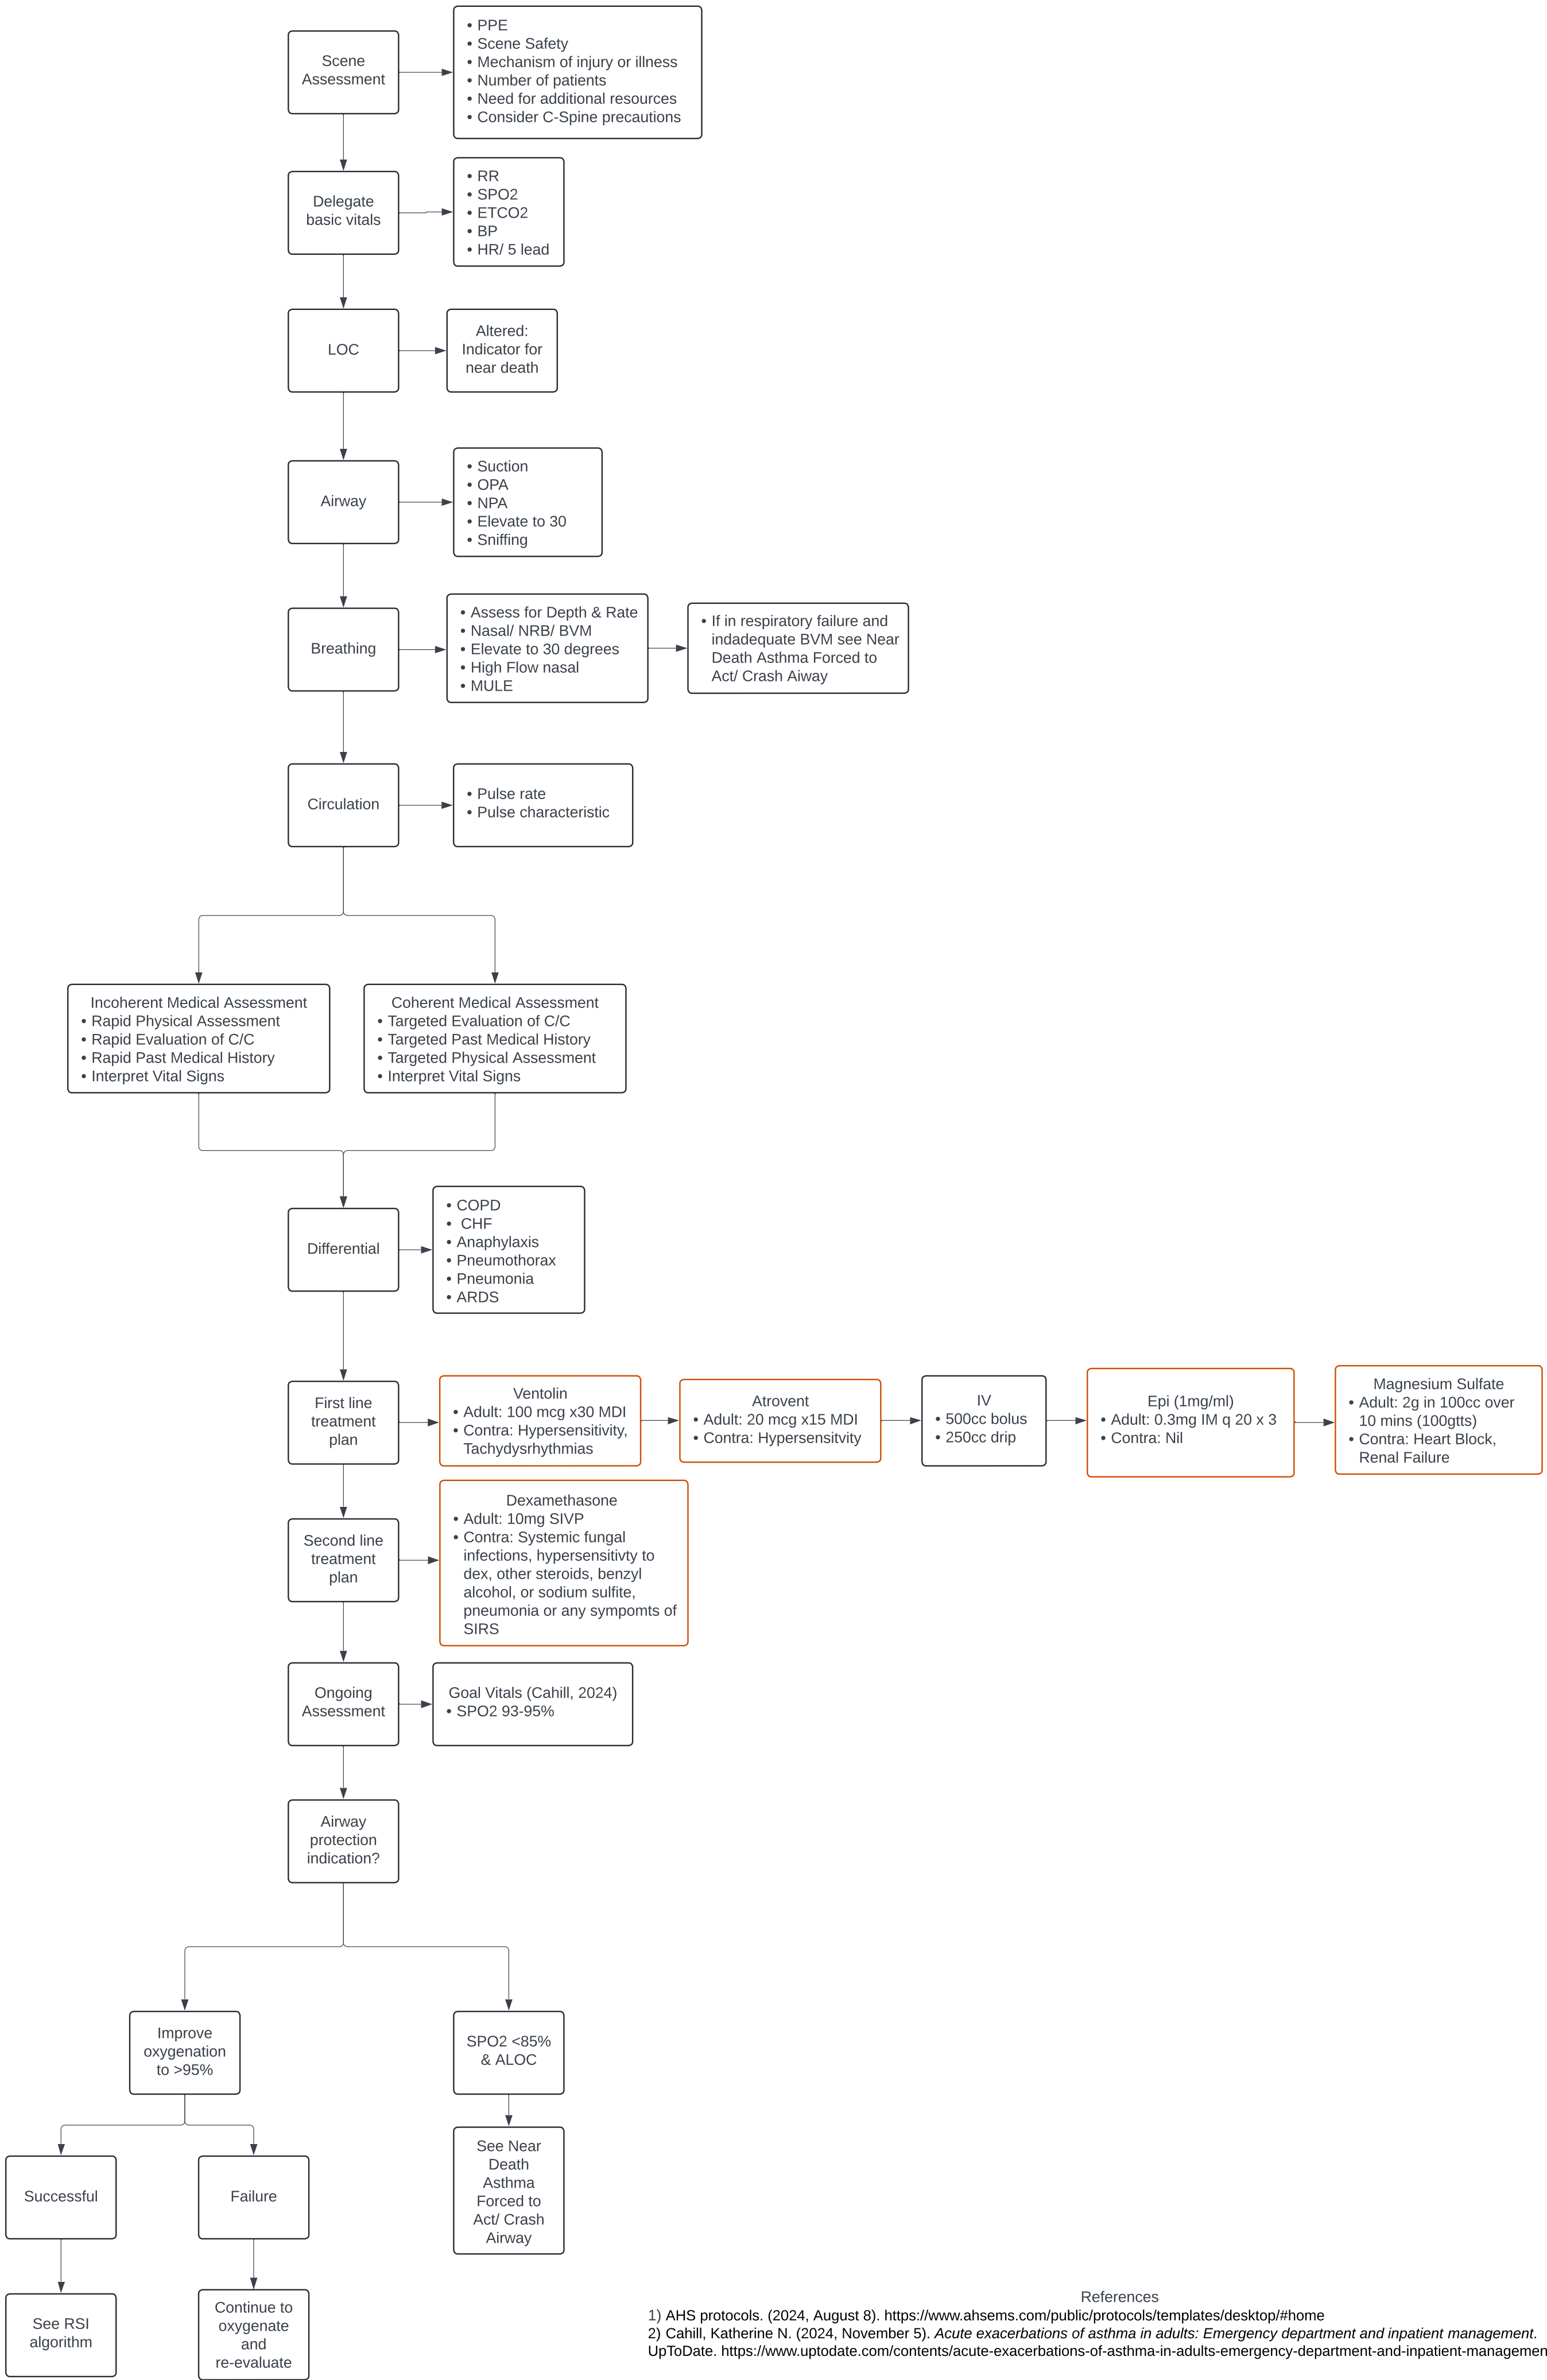 Scene
Assessment
• PPE
• Scene Safety
• Mechanism of injury or illness
• Number of patients
• Need for additional resources
• Consider C-Spine precautions
Delegate
basic vitals
• RR
• SPO2
• ETCO2
• BP
• HR/ 5 lead
LOC
Altered:
Indicator for
near death
Airway
• Suction
• OPA
• NPA
• Elevate to 30
• Sniffing
Breathing
• Assess for Depth & Rate
• Nasal/ NRB/ BVM
• Elevate to 30 degrees
• High Flow nasal
• MULE
• If in respiratory failure and
indadequate BVM see Near
Death Asthma Forced to
Act/ Crash Aiway
Circulation
• Pulse rate
• Pulse characteristic
Incoherent Medical Assessment
• Rapid Physical Assessment
• Rapid Evaluation of C/C
• Rapid Past Medical History
• Interpret Vital Signs
Coherent Medical Assessment
• Targeted Evaluation of C/C
• Targeted Past Medical History
• Targeted Physical Assessment
• Interpret Vital Signs
Differential
• COPD
• CHF
• Anaphylaxis
• Pneumothorax
• Pneumonia
• ARDS
First line
treatment
plan
Ventolin
• Adult: 100 mcg x30 MDI
• Contra: Hypersensitivity,
Tachydysrhythmias
Atrovent
• Adult: 20 mcg x15 MDI
• Contra: Hypersensitvity
IV
• 500cc bolus
• 250cc drip
Epi (1mg/ml)
• Adult: 0.3mg IM q 20 x 3
• Contra: Nil
Magnesium Sulfate
• Adult: 2g in 100cc over
10 mins (100gtts)
• Contra: Heart Block,
Renal Failure
Second line
treatment
plan
Dexamethasone
• Adult: 10mg SIVP
• Contra: Systemic fungal
infections, hypersensitivty to
dex, other steroids, benzyl
alcohol, or sodium sulfite,
pneumonia or any sympomts of
SIRS
Ongoing
Assessment
Goal Vitals (Cahill, 2024)
• SPO2 93-95%
Airway
protection
indication?
Improve
oxygenation
to >95%
SPO2 <85%
& ALOC
Successful
Failure
See Near
Death
Asthma
Forced to
Act/ Crash
Airway
See RSI
algorithm
Continue to
oxygenate
and
re-evaluate
References
1) AHS protocols. (2024, August 8). https://www.ahsems.com/public/protocols/templates/desktop/#home
2) Cahill, Katherine N. (2024, November 5). Acute exacerbations of asthma in adults: Emergency department and inpatient management.
UpToDate. https://www.uptodate.com/contents/acute-exacerbations-of-asthma-in-adults-emergency-department-and-inpatient-managemen